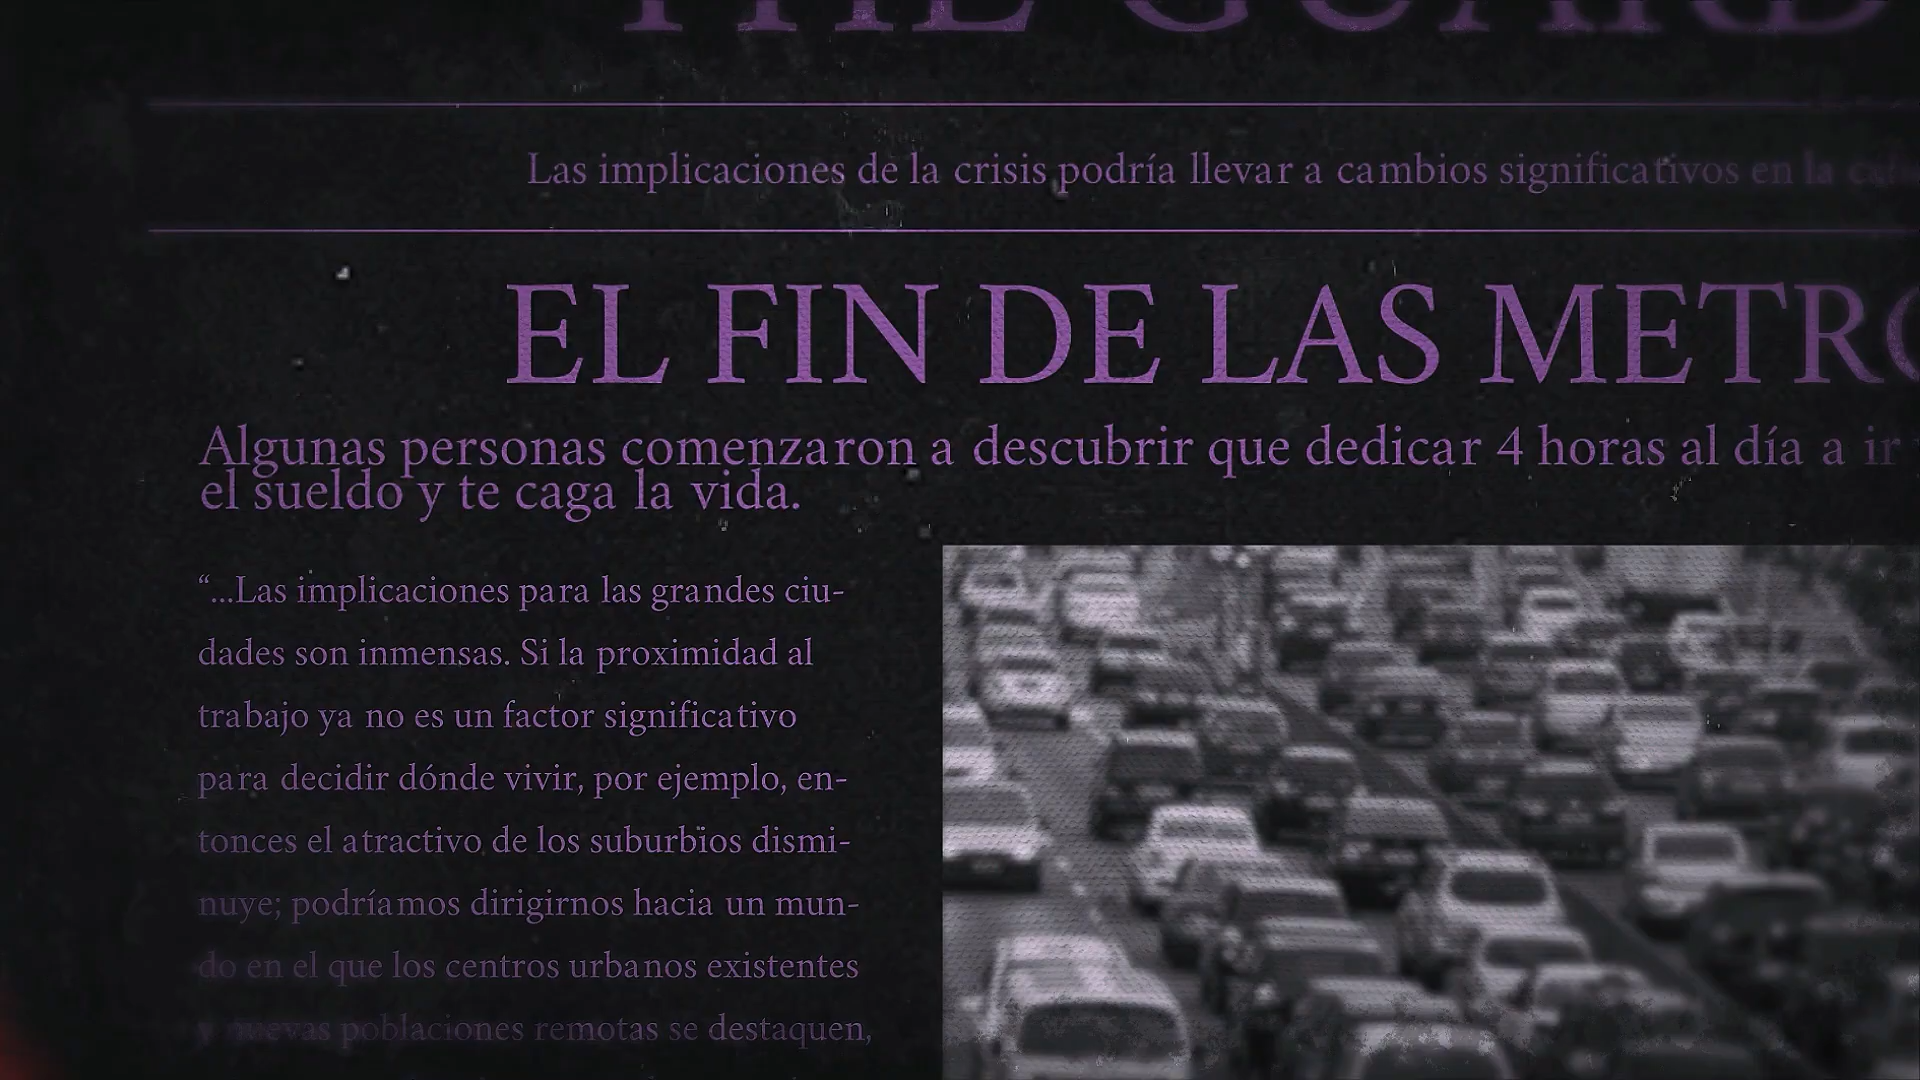 THE GUARD
Las implicaciones de la crisis podría llevar a cambios significativos en la
EL FIN DE LAS METRO
Algunas personas comenzaron a descubrir que dedicar 4 horas al día a ir
el sueldo y te caga la vida.
“...Las implicaciones para las grandes ciu-
dades son inmensas. Si la proximidad al
trabajo ya no es un factor significativo
para decidir dónde vivir, por ejemplo, en-
tonces el atractivo de los suburbios dismi-
nuye; podríamos dirigirnos hacia un mun-
do en el que los centros urbanos existentes
y nuevas poblaciones remotas se destaquen,